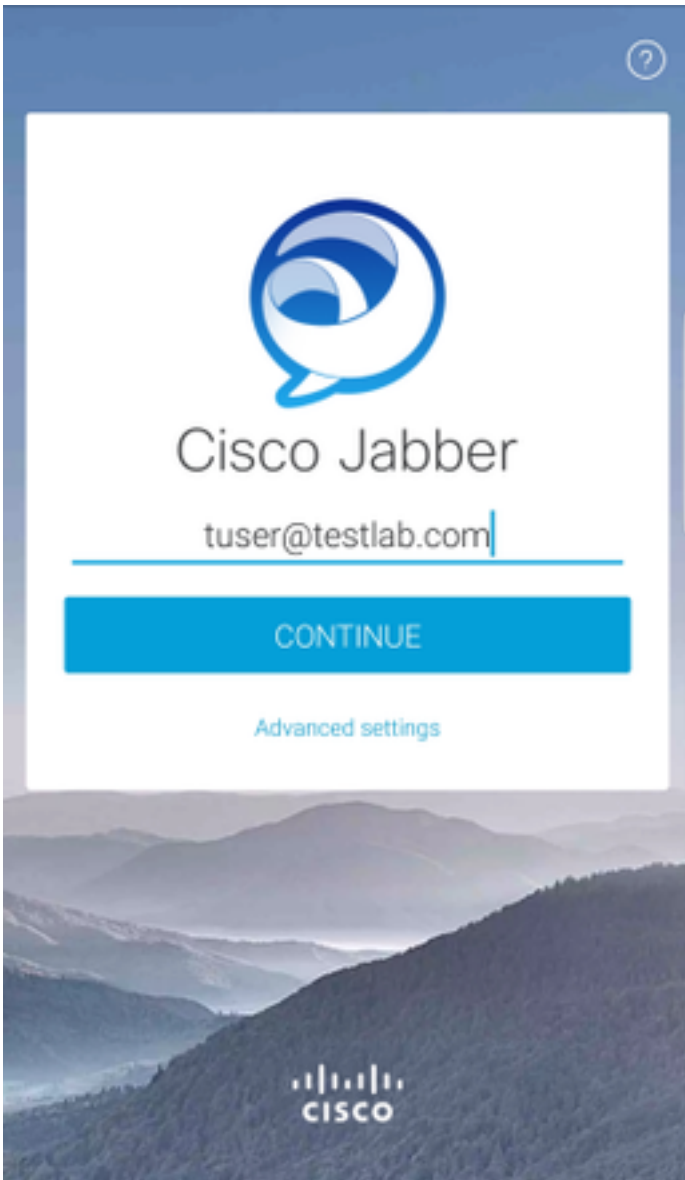 ?
Cisco Jabber
tuser@testlab.com
CONTINUE
Advanced settings
CISCO